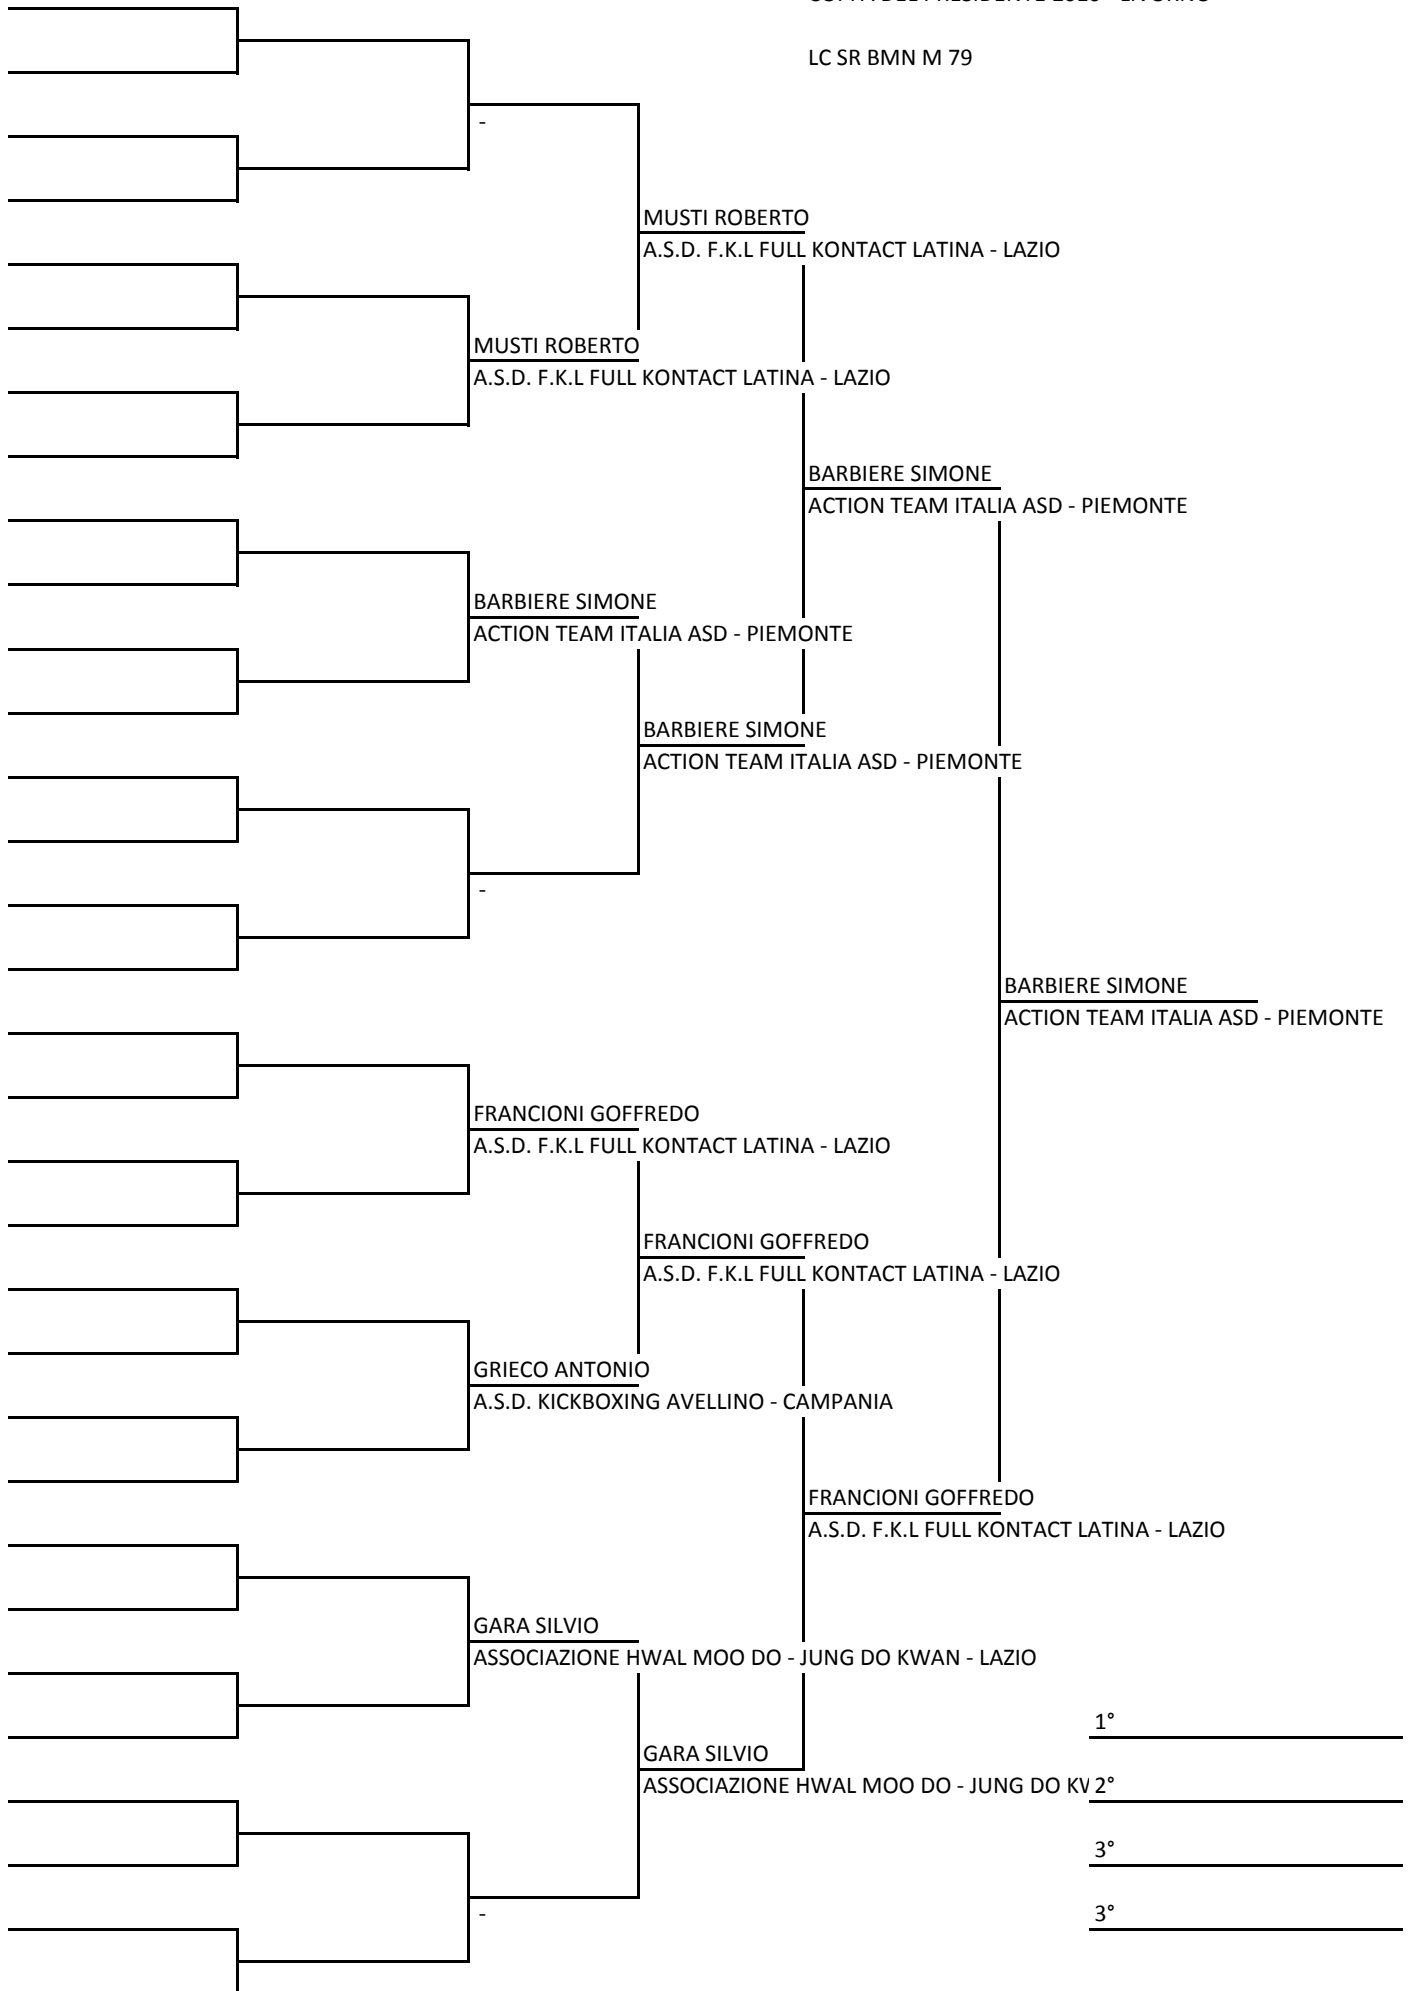 LC SR BMN M 79
-
MUSTI ROBERTO
A.S.D. F.K.L FULL KONTACT LATINA - LAZIO
MUSTI ROBERTO
A.S.D. F.K.L FULL KONTACT LATINA - LAZIO
BARBIERE SIMONE
ACTION TEAM ITALIA ASD - PIEMONTE
BARBIERE SIMONE
ACTION TEAM ITALIA ASD - PIEMONTE
BARBIERE SIMONE
ACTION TEAM ITALIA ASD - PIEMONTE
-
BARBIERE SIMONE
ACTION TEAM ITALIA ASD - PIEMONTE
FRANCIONI GOFFREDO
A.S.D. F.K.L FULL KONTACT LATINA - LAZIO
FRANCIONI GOFFREDO
A.S.D. F.K.L FULL KONTACT LATINA - LAZIO
GRIECO ANTONIO
A.S.D. KICKBOXING AVELLINO - CAMPANIA
FRANCIONI GOFFREDO
A.S.D. F.K.L FULL KONTACT LATINA - LAZIO
GARA SILVIO
ASSOCIAZIONE HWAL MOO DO - JUNG DO KWAN - LAZIO
1°
GARA SILVIO
ASSOCIAZIONE HWAL MOO DO - JUNG DO
2°
3°
-
3°